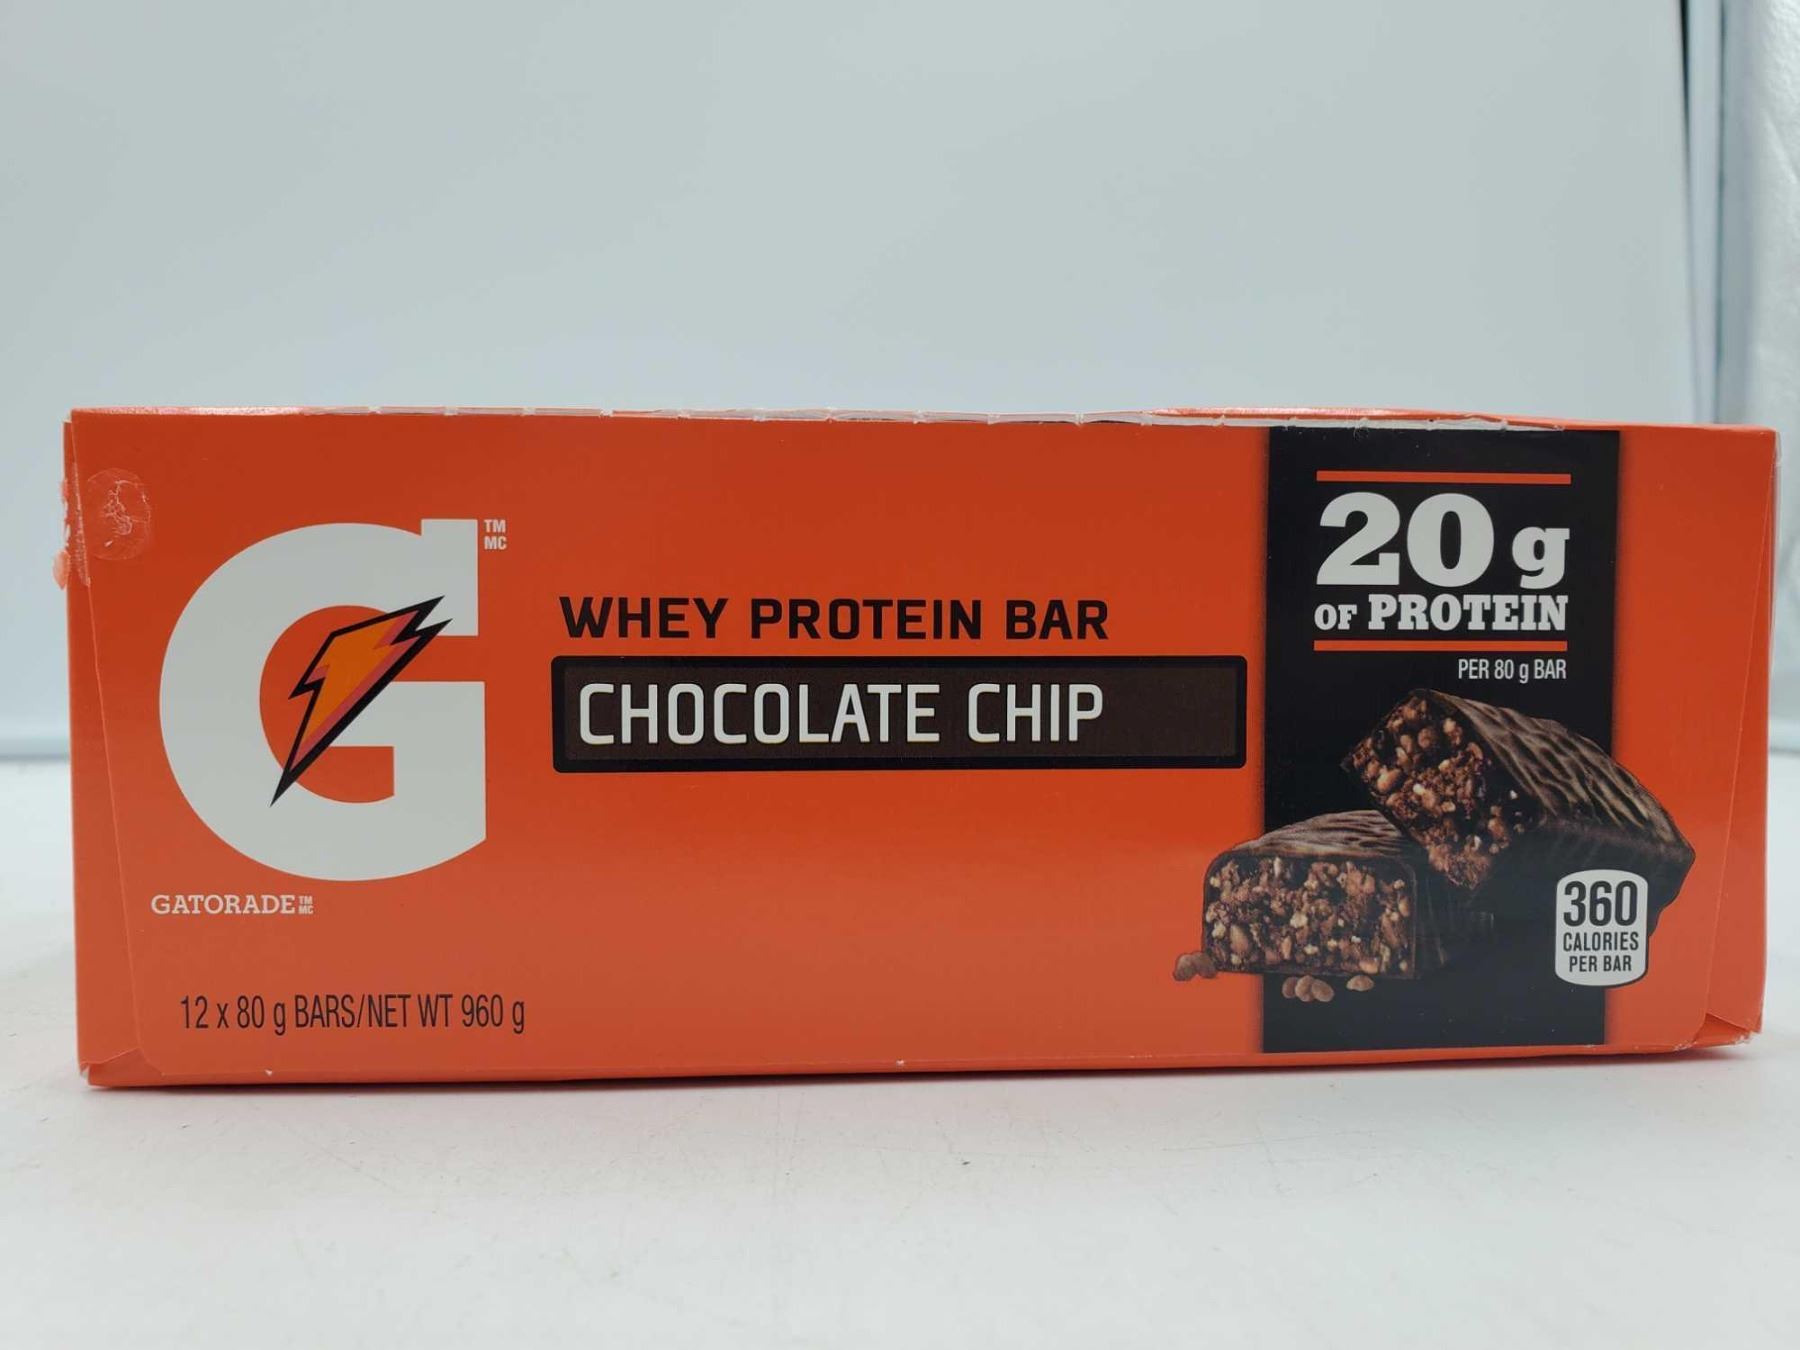 G
TM
MC
GATORADE TM MC
12 x 80 g BARS/NET WT 960 g
WHEY PROTEIN BAR
CHOCOLATE CHIP
20 g
OF PROTEIN
PER 80 g BAR
360
CALORIES
PER BAR